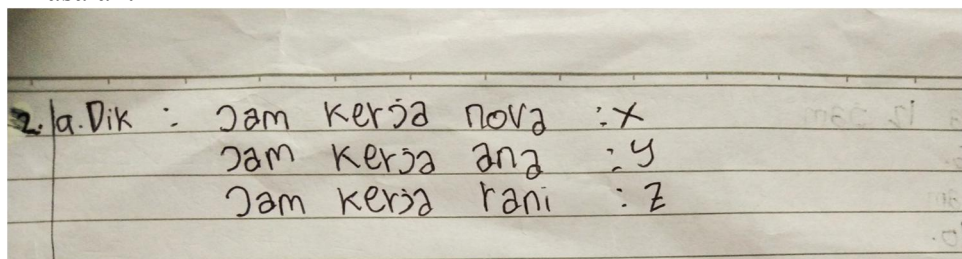 2. a. Dik : Jam kerja nova : x
Jam kerja ana : y
Jam kerja rani : z